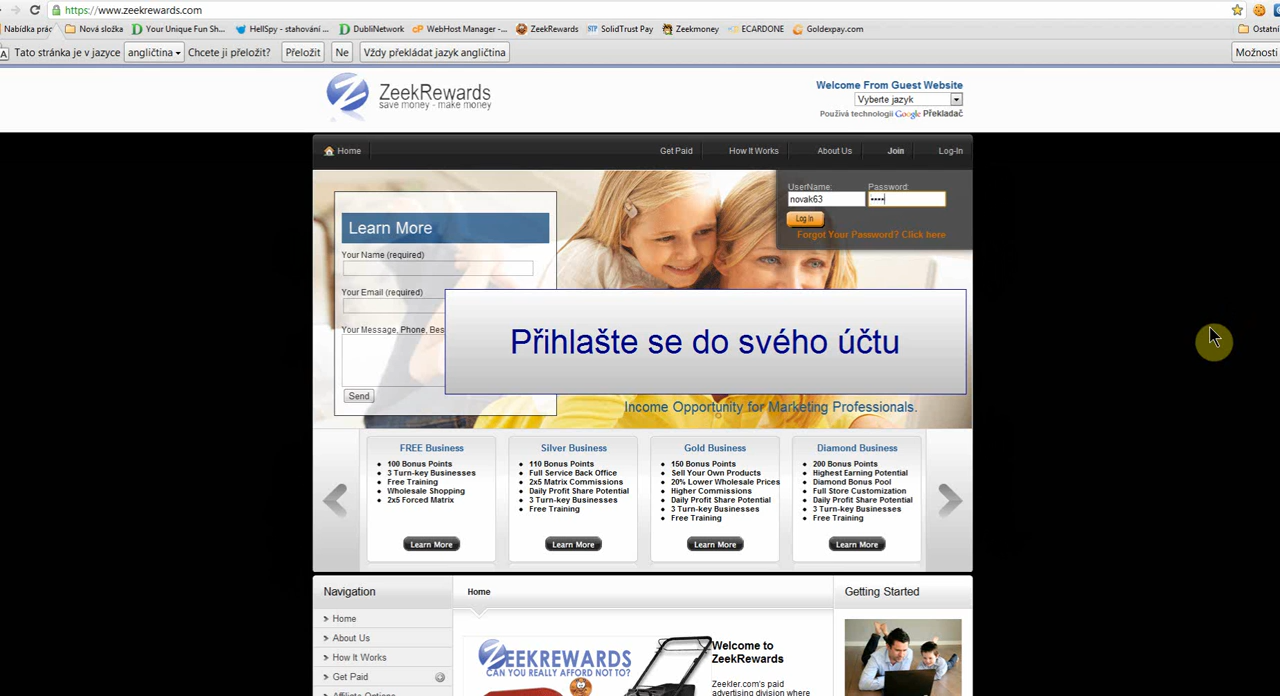 https://www.zeekrewards.com
Nabídka prác
Nová složka
Your Unique Fun Sh...
HellSpy - stahování ...
DubliNetwork
WebHost Manager -...
ZeekRewards
STP SolidTrust Pay
Zeekmoney
ECARDONE
Goldexpay.com
Ostatní
Tato stránka je v jazyce
angličtina
Chcete ji přeložit?
Přeložit
Ne
Vždy překládat jazyk angličtina
Možnosti
ZeekRewards
save money - make money
Welcome From Guest Website
Vyberte jazyk
Používá technologii Google Překladač
Home
Get Paid
How It Works
About Us
Join
Log-In
UserName:
Password:
novak63
Log In
Forgot Your Password? Click here
Learn More
Your Name (required)
Your Email (required)
Your Message, Phone, Bes
Send
Přihlašte se do svého účtu
Income Opportunity for Marketing Professionals.
FREE Business
100 Bonus Points
3 Turn-key Businesses
Free Training
Wholesale Shopping
2x5 Forced Matrix
Learn More
Silver Business
110 Bonus Points
Full Service Back Office
2x5 Matrix Commissions
Daily Profit Share Potential
3 Turn-key Businesses
Free Training
Learn More
Gold Business
150 Bonus Points
Sell Your Own Products
20% Lower Wholesale Prices
Higher Commissions
Daily Profit Share Potential
3 Turn-key Businesses
Free Training
Learn More
Diamond Business
200 Bonus Points
Highest Earning Potential
Diamond Bonus Pool
Full Store Customization
Daily Profit Share Potential
3 Turn-key Businesses
Free Training
Learn More
Navigation
Home
About Us
How It Works
Get Paid
Affiliate Options
Home
ZEEKREWARDS
CAN YOU REALLY AFFORD NOT TO?
Welcome to
ZeekRewards
Zeekler.com's paid
advertising division where
Getting Started